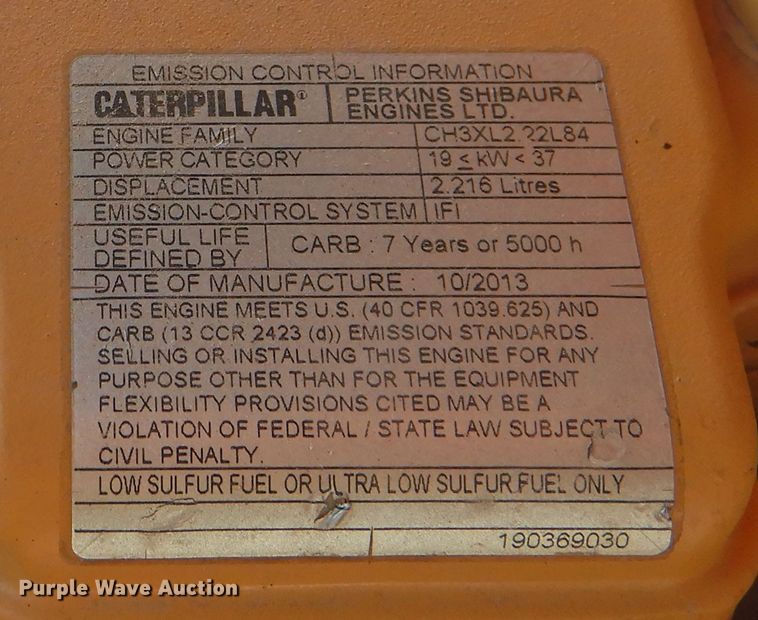 EMISSION CONTROL INFORMATION
CATERPILLAR® PERKINS SHIBAURA
ENGINES LTD.
ENGINE FAMILY CH3XL2.22L84
POWER CATEGORY 19 ≤ kW < 37
DISPLACEMENT 2.216 Litres
EMISSION-CONTROL SYSTEM IFI
USEFUL LIFE
DEFINED BY CARB : 7 Years or 5000 h
DATE OF MANUFACTURE : 10/2013
THIS ENGINE MEETS U.S. (40 CFR 1039.625) AND
CARB (13 CCR 2423 (d)) EMISSION STANDARDS.
SELLING OR INSTALLING THIS ENGINE FOR ANY
PURPOSE OTHER THAN FOR THE EQUIPMENT
FLEXIBILITY PROVISIONS CITED MAY BE A
VIOLATION OF FEDERAL / STATE LAW SUBJECT TO
CIVIL PENALTY.
LOW SULFUR FUEL OR ULTRA LOW SULFUR FUEL ONLY
190369030
Purple Wave Auction